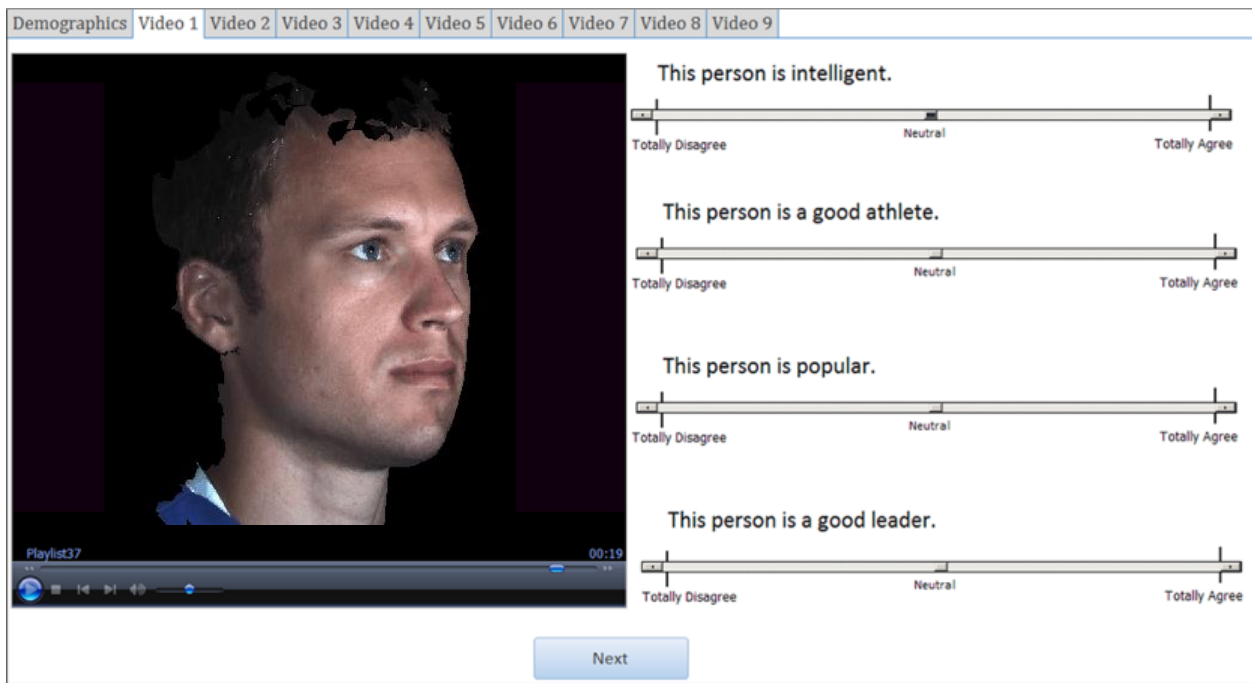 Demographics Video 1 Video 2 Video 3 Video 4 Video 5 Video 6 Video 7 Video 8 Video 9
This person is intelligent.
Totally Disagree Neutral Totally Agree
This person is a good athlete.
Totally Disagree Neutral Totally Agree
This person is popular.
Totally Disagree Neutral Totally Agree
This person is a good leader.
Totally Disagree Neutral Totally Agree
Playlist37 00:19
Next